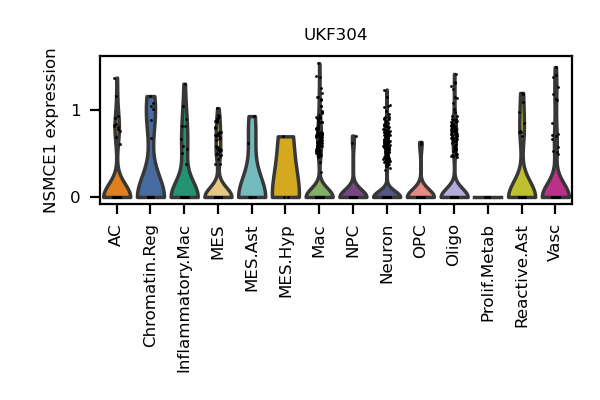 UKF304
NSMCE1 expression
1
0
AC
Chromatin.Reg
Inflammatory.Mac
MES
MES.Ast
MES.Hyp
Mac
NPC
Neuron
OPC
Oligo
Prolif.Metab
Reactive.Ast
Vasc